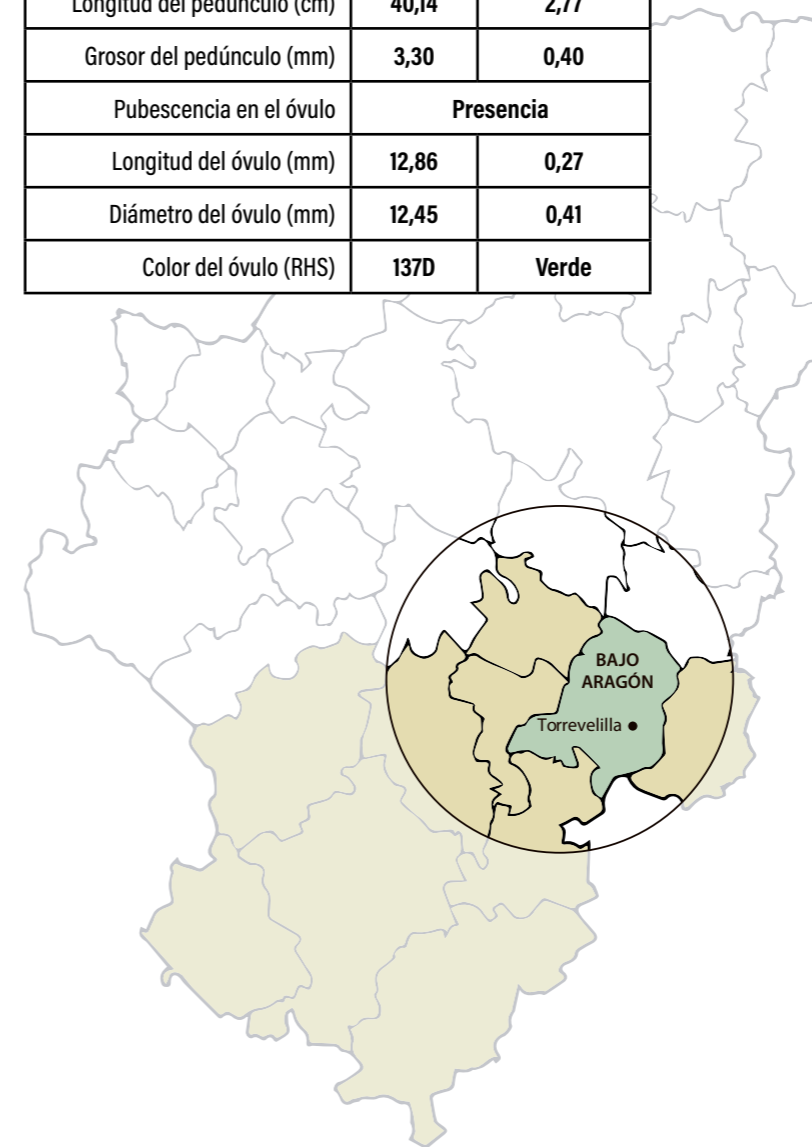 Longitud del pedúnculo (cm) 40,14 2,77
Grosor del pedúnculo (mm) 3,30 0,40
Pubescencia en el óvulo Presencia
Longitud del óvulo (mm) 12,86 0,27
Diámetro del óvulo (mm) 12,45 0,41
Color del óvulo (RHS) 137D Verde
BAJO
ARAGÓN
Torrevelilla